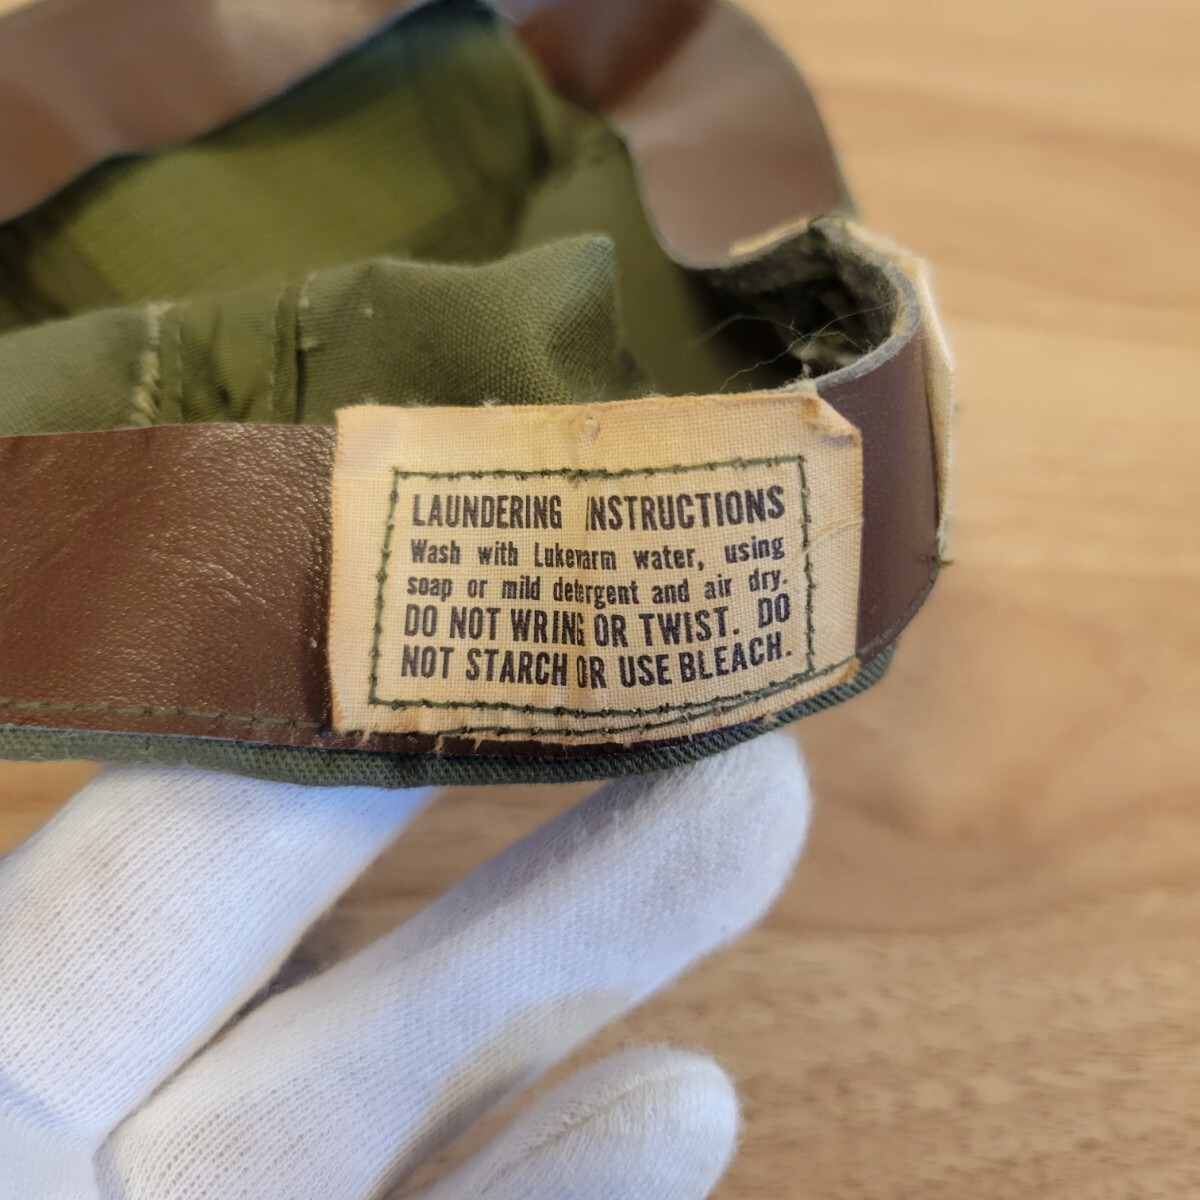 LAUNDERING INSTRUCTIONS
Wash with Lukewarm water, using
soap or mild detergent and air dry.
DO NOT WRING OR TWIST. DO
NOT STARCH OR USE BLEACH.